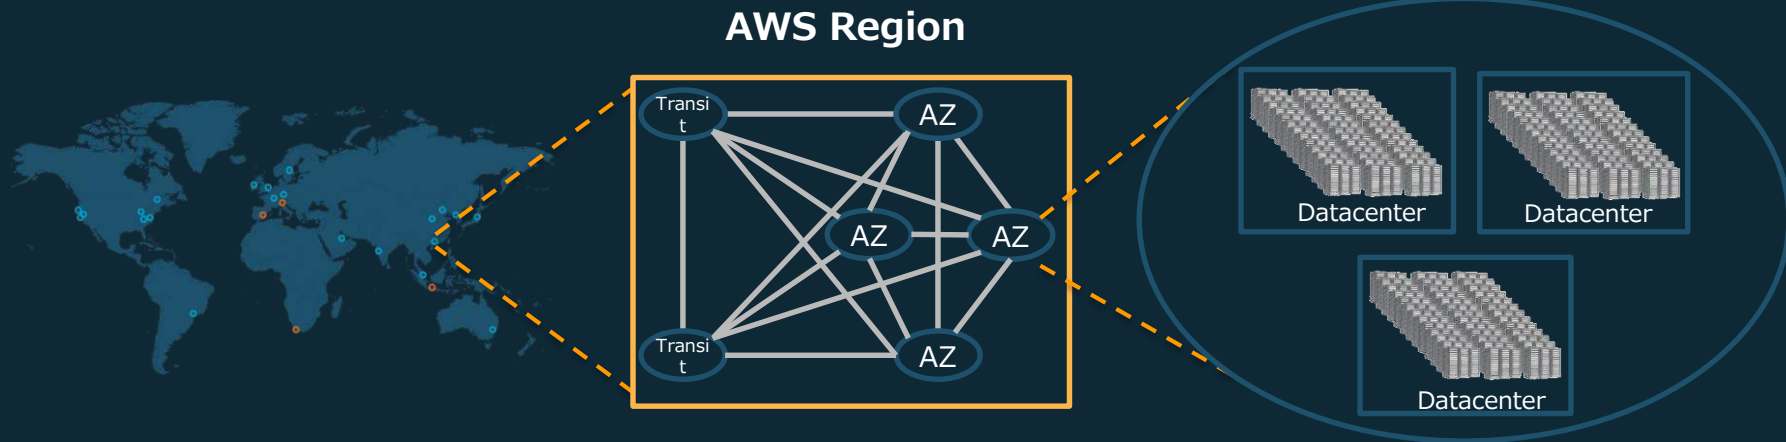 AWS Region
Transi
t
AZ
AZ
AZ
Transi
t
AZ
Datacenter
Datacenter
Datacenter